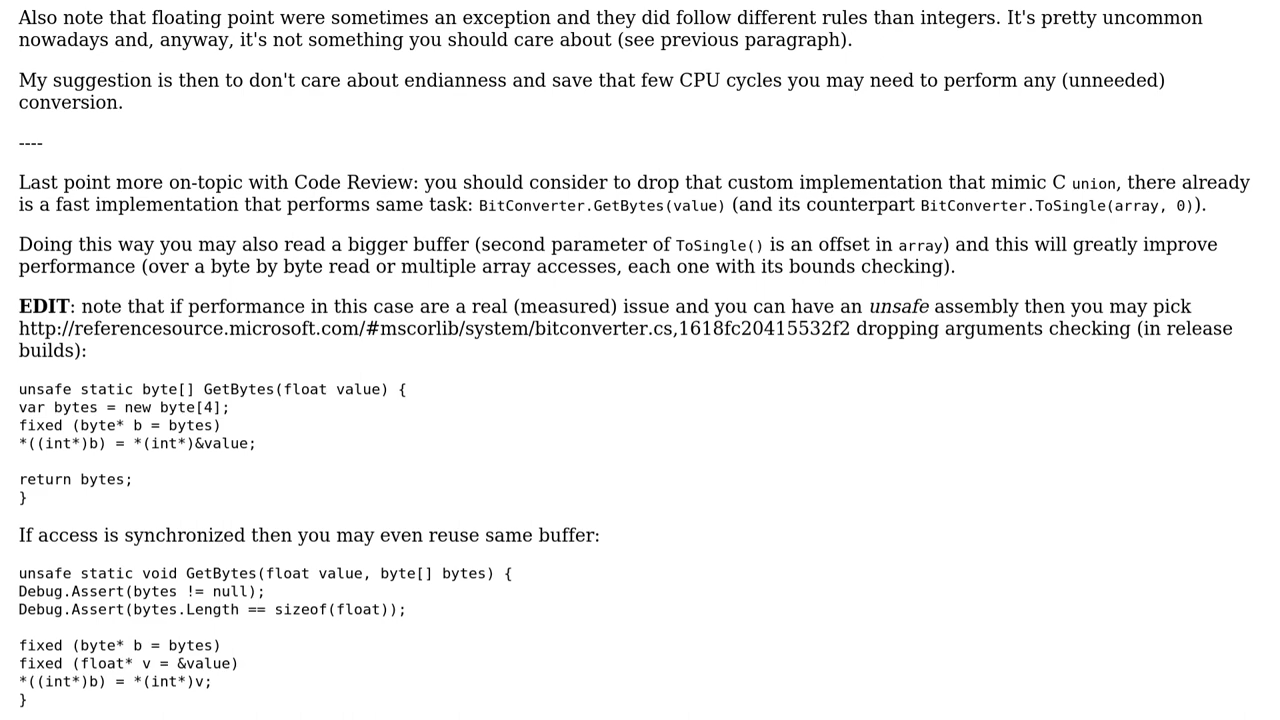 Also note that floating point were sometimes an exception and they did follow different rules than integers. It's pretty uncommon
nowadays and, anyway, it's not something you should care about (see previous paragraph).
My suggestion is then to don't care about endianness and save that few CPU cycles you may need to perform any (unneeded)
conversion.
----
Last point more on-topic with Code Review: you should consider to drop that custom implementation that mimic C union, there already
is a fast implementation that performs same task: BitConverter.GetBytes(value) (and its counterpart BitConverter.ToSingle(array, 0)).
Doing this way you may also read a bigger buffer (second parameter of ToSingle() is an offset in array) and this will greatly improve
performance (over a byte by byte read or multiple array accesses, each one with its bounds checking).
EDIT: note that if performance in this case are a real (measured) issue and you can have an unsafe assembly then you may pick
http://referencesource.microsoft.com/#mscorlib/system/bitconverter.cs,1618fc20415532f2 dropping arguments checking (in release
builds):
unsafe static byte[] GetBytes(float value) {
var bytes = new byte[4];
fixed (byte* b = bytes)
*((int*)b) = *(int*)&value;
return bytes;
}
If access is synchronized then you may even reuse same buffer:
unsafe static void GetBytes(float value, byte[] bytes) {
Debug.Assert(bytes != null);
Debug.Assert(bytes.Length == sizeof(float));
fixed (byte* b = bytes)
fixed (float* v = &value)
*((int*)b) = *(int*)v;
}